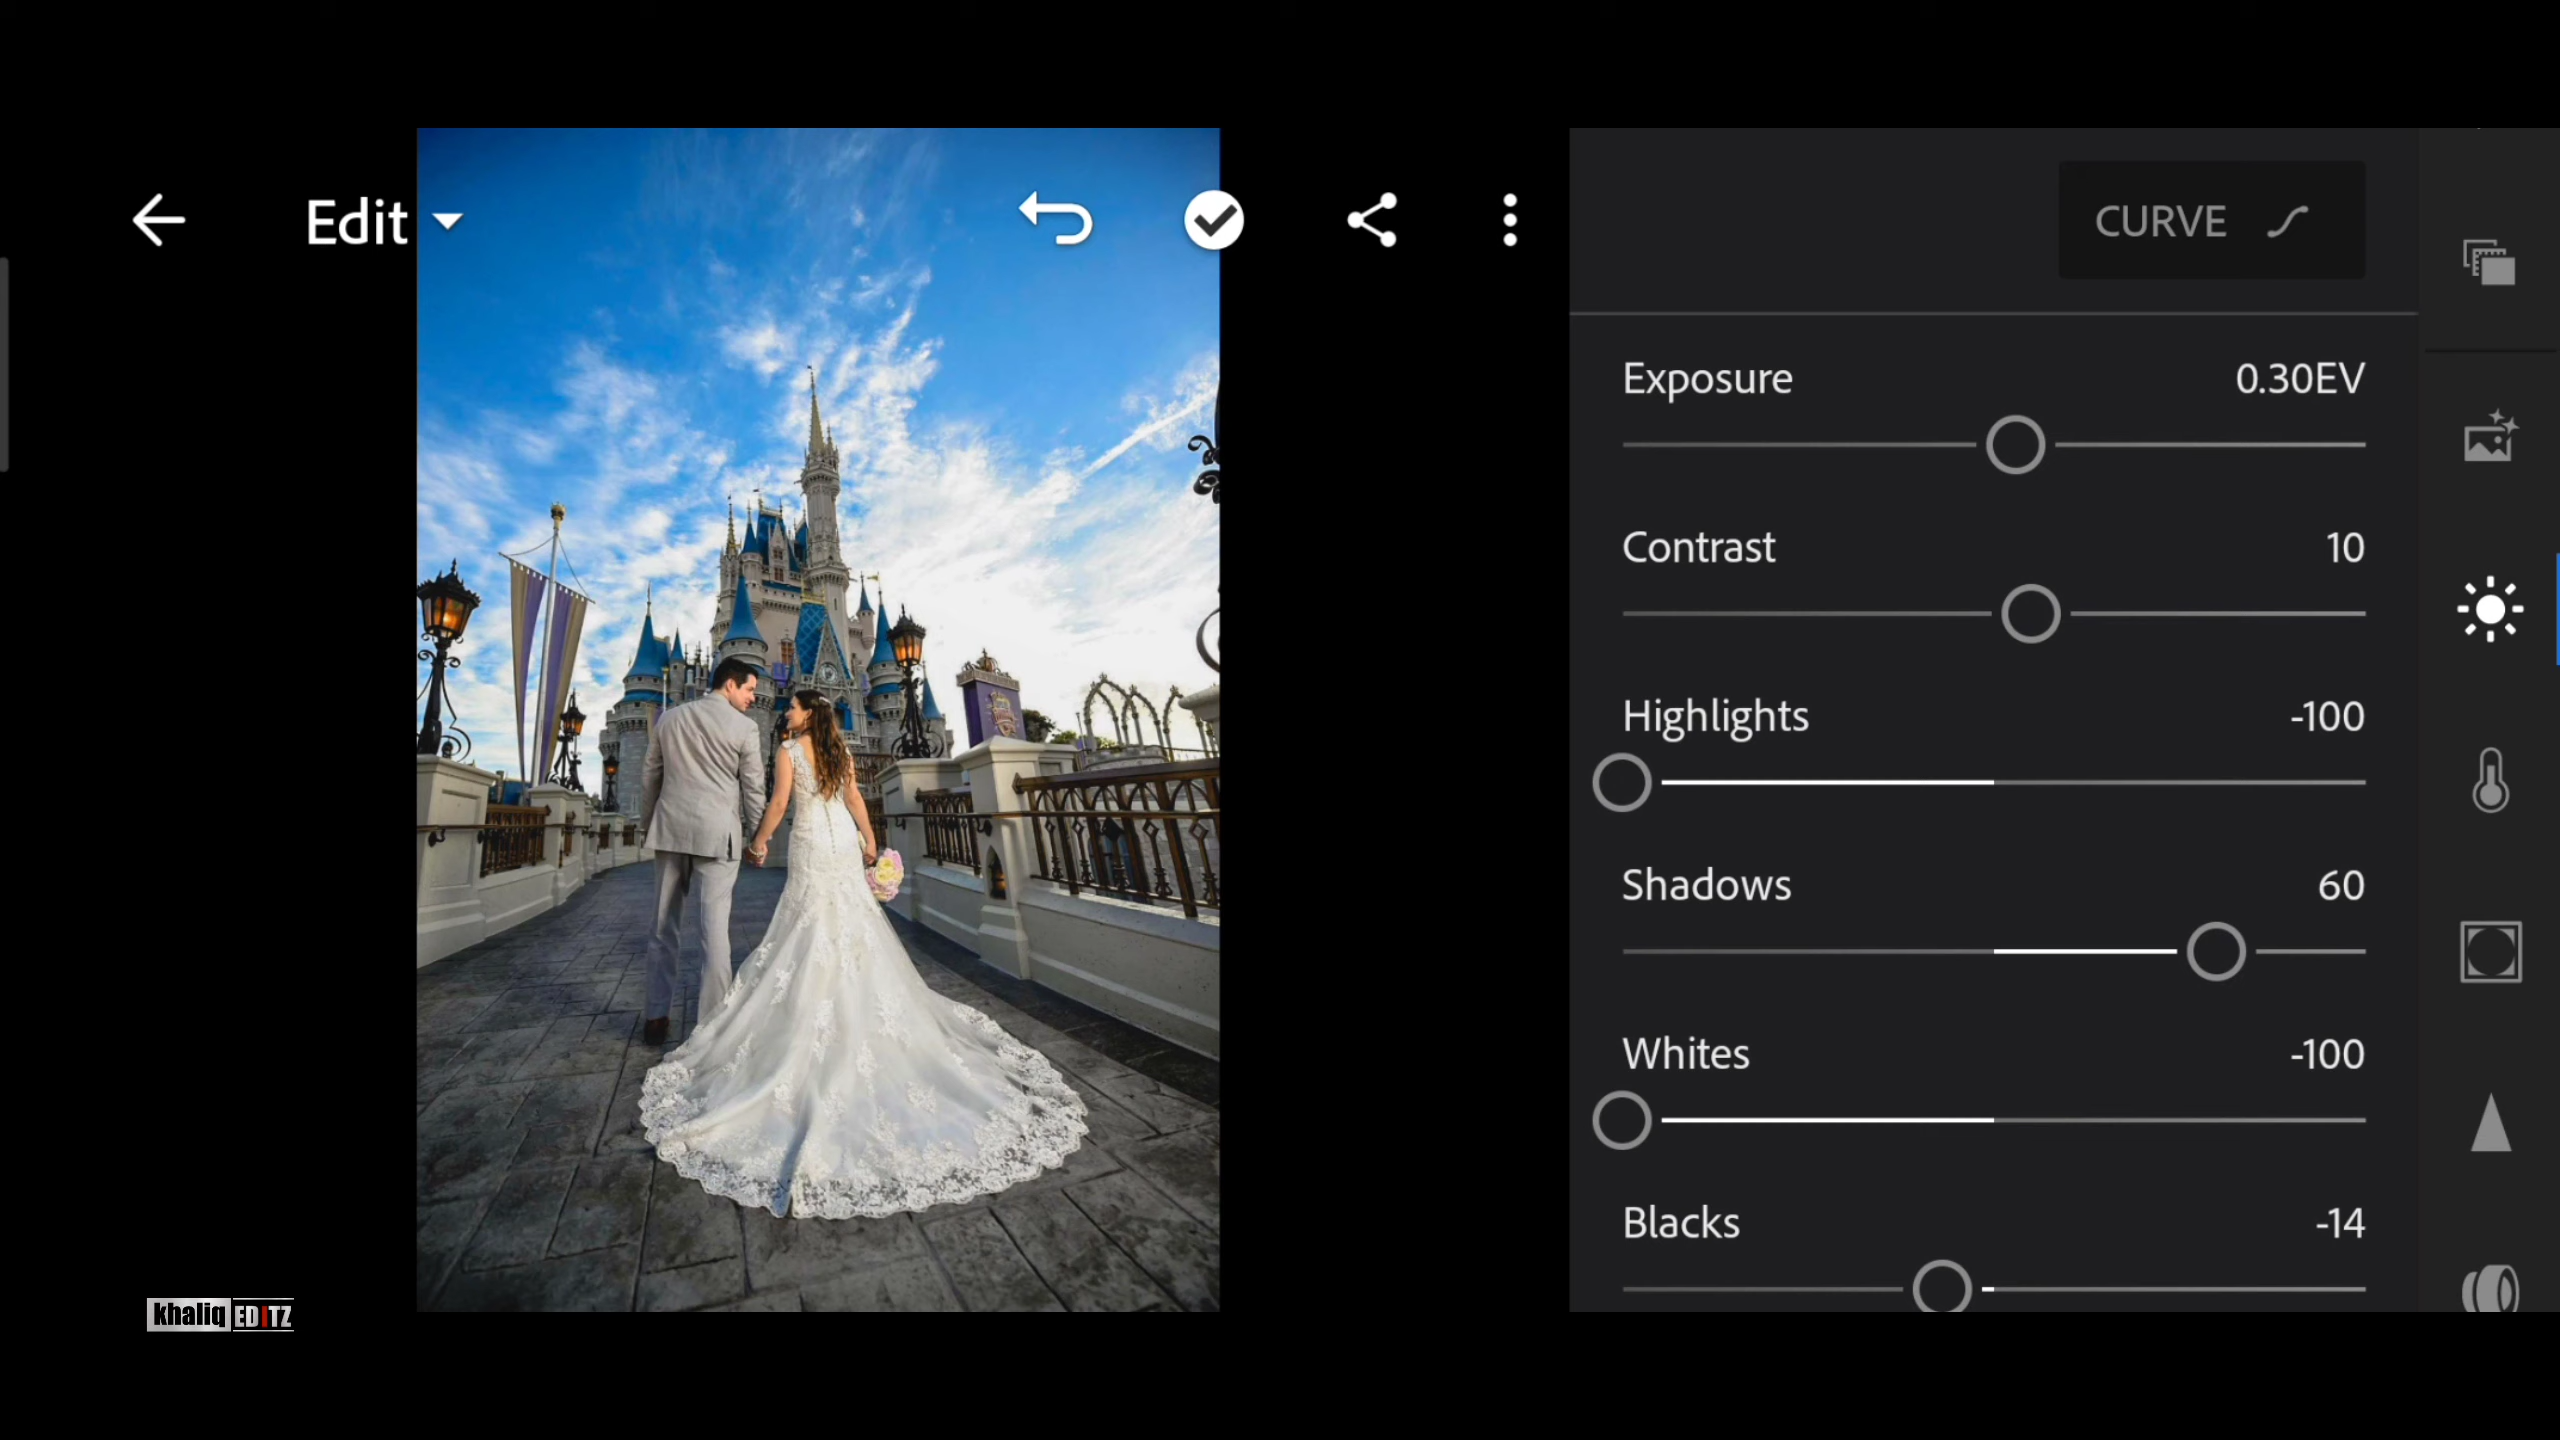 Edit
CURVE
Exposure 0.30EV
Contrast 10
Highlights -100
Shadows 60
Whites -100
Blacks -14
khaliq EDITZ